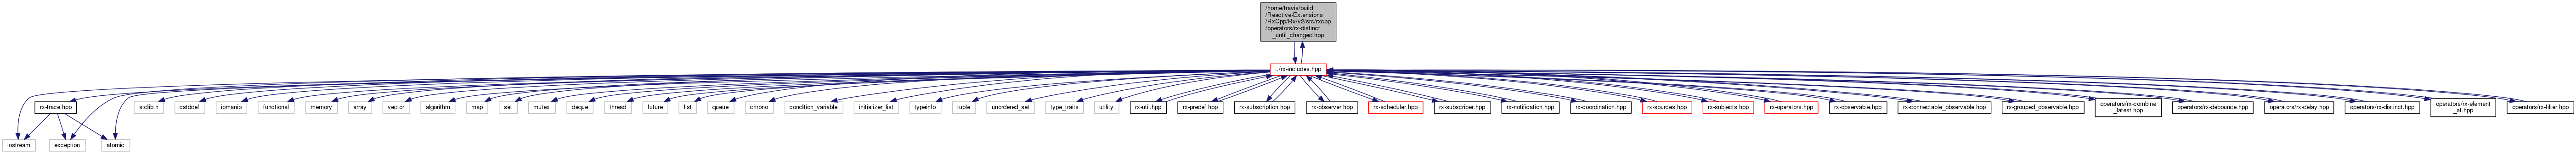 /home/travis/build
/Reactive-Extensions
/RxCpp/Rx/v2/src/rxcpp
/operators/rx-distinct
_until_changed.hpp
../rx-includes.hpp
rx-trace.hpp
stdlib.h
cstddef
iomanip
functional
memory
array
vector
algorithm
map
set
mutex
deque
thread
future
list
queue
chrono
condition_variable
initializer_list
typeinfo
tuple
unordered_set
type_traits
utility
rx-util.hpp
rx-predef.hpp
rx-subscription.hpp
rx-observer.hpp
rx-scheduler.hpp
rx-subscriber.hpp
rx-notification.hpp
rx-coordination.hpp
rx-sources.hpp
rx-subjects.hpp
rx-operators.hpp
rx-observable.hpp
rx-connectable_observable.hpp
rx-grouped_observable.hpp
operators/rx-combine
_latest.hpp
operators/rx-debounce.hpp
operators/rx-delay.hpp
operators/rx-distinct.hpp
operators/rx-element
_at.hpp
operators/rx-filter.hpp
iostream
exception
atomic